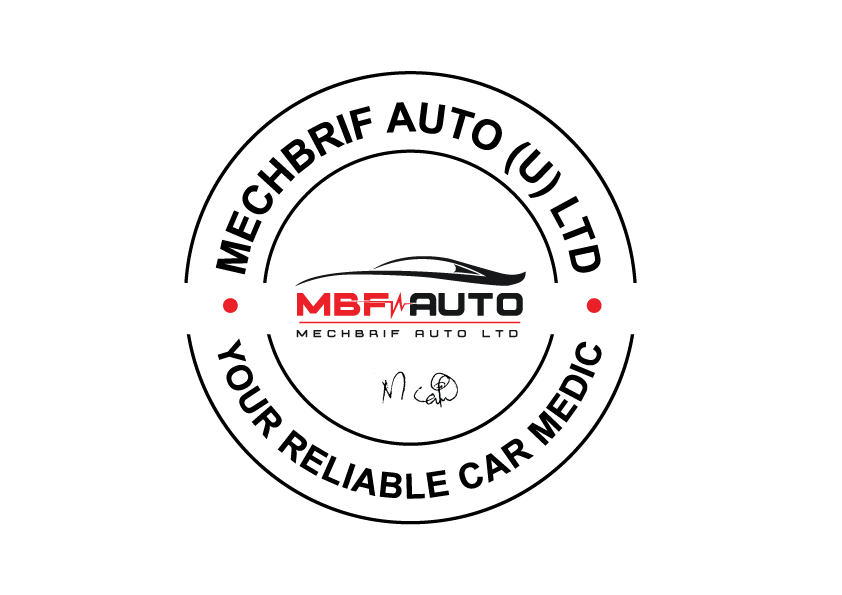 MECHBRIF AUTO (U) LTD
MBF AUTO
MECHBRIF AUTO LTD
YOUR RELIABLE CAR MEDIC